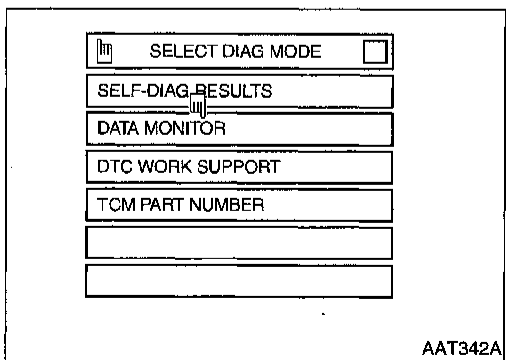 SELECT DIAG MODE
SELF-DIAG RESULTS
DATA MONITOR
DTC WORK SUPPORT
TCM PART NUMBER
AAT342A